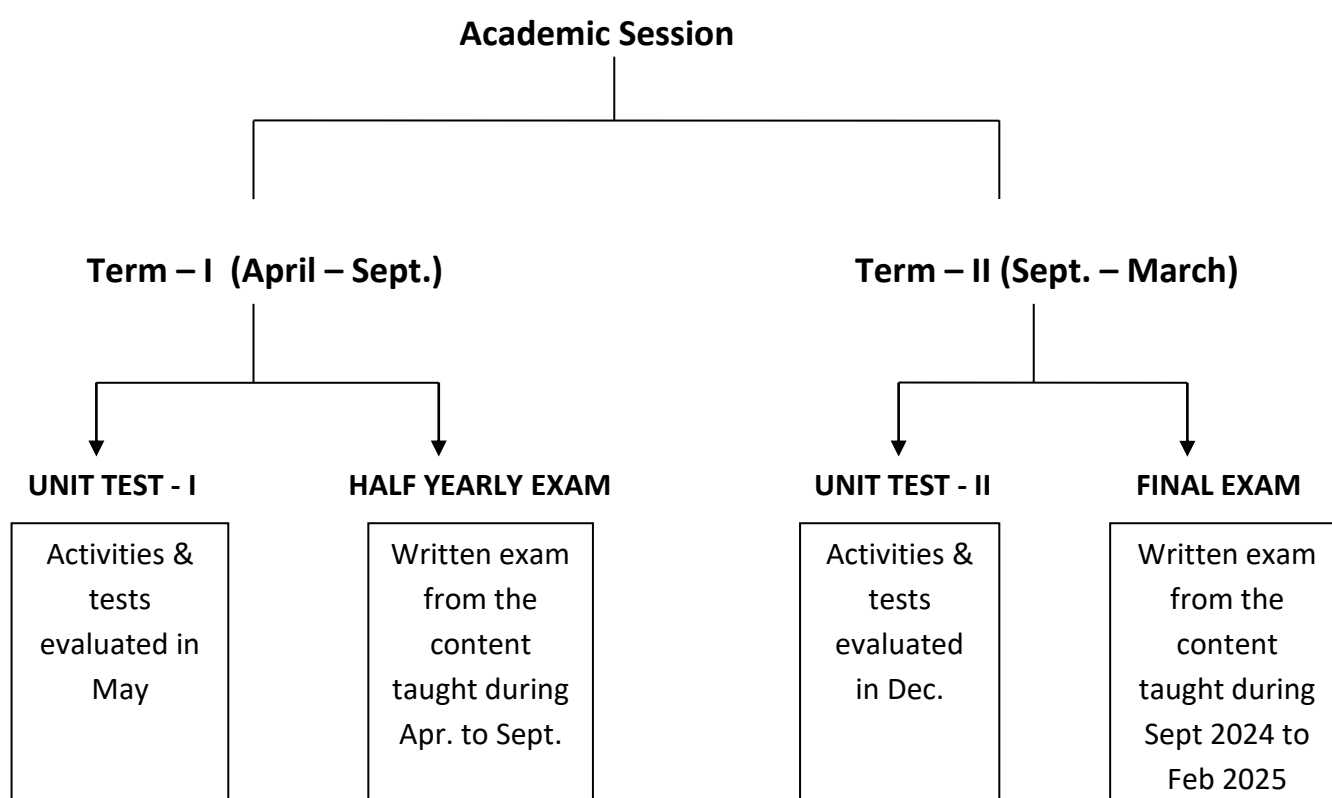 Academic Session
Term – I  (April – Sept.)
Term – II (Sept. – March)
UNIT TEST - I
HALF YEARLY EXAM
UNIT TEST - II
FINAL EXAM
Activities &
tests
evaluated in
May
Written exam
from the
content
taught during
Apr. to Sept.
Activities &
tests
evaluated
in Dec.
Written exam
from the
content
taught during
Sept 2024 to
Feb 2025